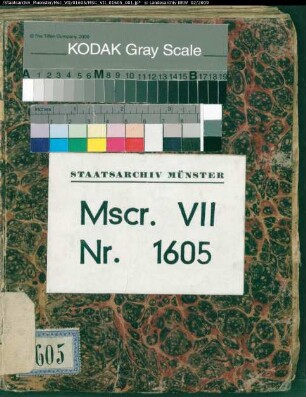 © The Tiffen Company, 2000
KODAK Gray Scale
A 1 2 3 4 5 6 M 8 9 10 11 12 13 14 15 B 17 18 19
Inches
STAATSARCHIV MÜNSTER
Mscr. VII
Nr. 1605
605